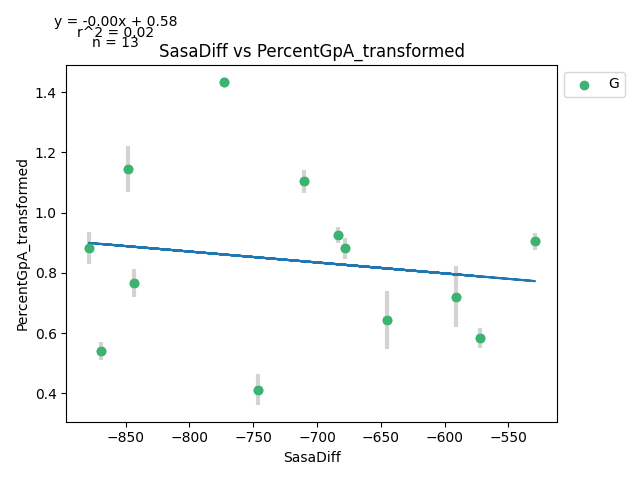 y = -0.00x + 0.58
r^2 = 0.02
n = 13
SasaDiff vs PercentGpA_transformed
G
PercentGpA_transformed
1.4
1.2
1.0
0.8
0.6
0.4
−850 −800 −750 −700 −650 −600 −550
SasaDiff